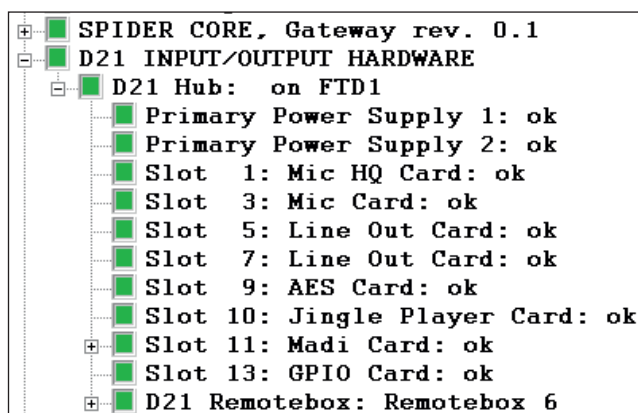 SPIDER CORE, Gateway rev. 0.1
D21 INPUT/OUTPUT HARDWARE
D21 Hub:  on FTD1
Primary Power Supply 1: ok
Primary Power Supply 2: ok
Slot  1: Mic HQ Card: ok
Slot  3: Mic Card: ok
Slot  5: Line Out Card: ok
Slot  7: Line Out Card: ok
Slot  9: AES Card: ok
Slot 10: Jingle Player Card: ok
Slot 11: Madi Card: ok
Slot 13: GPIO Card: ok
D21 Remotebox: Remotebox 6